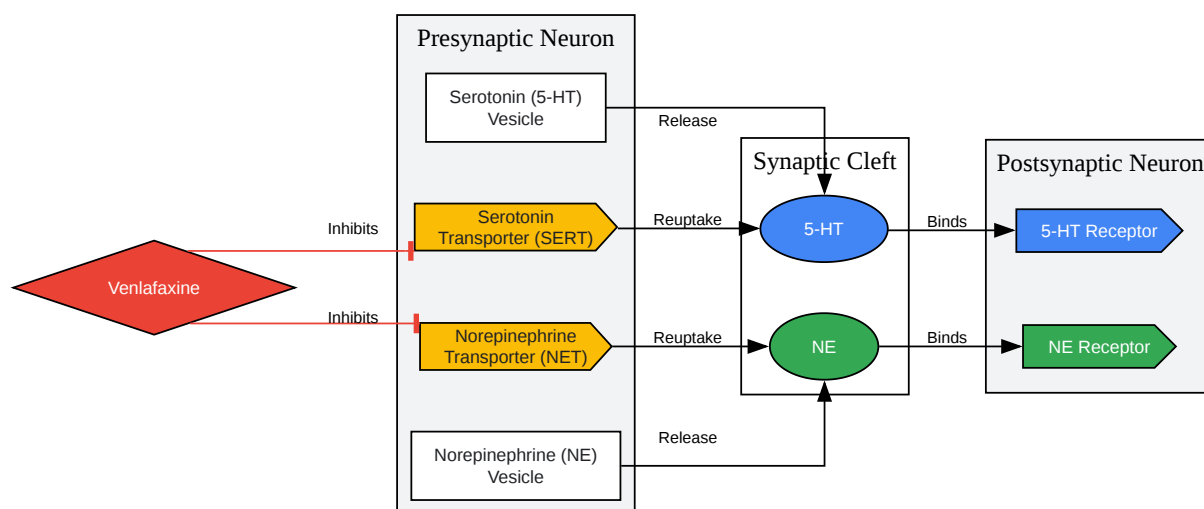 Presynaptic Neuron
Serotonin (5-HT)
Vesicle
Release
Synaptic Cleft
Postsynaptic Neuron
Inhibits
Serotonin
Transporter (SERT)
Reuptake
5-HT
Binds
5-HT Receptor
Venlafaxine
Inhibits
Norepinephrine
Transporter (NET)
Reuptake
NE
Binds
NE Receptor
Release
Norepinephrine (NE)
Vesicle